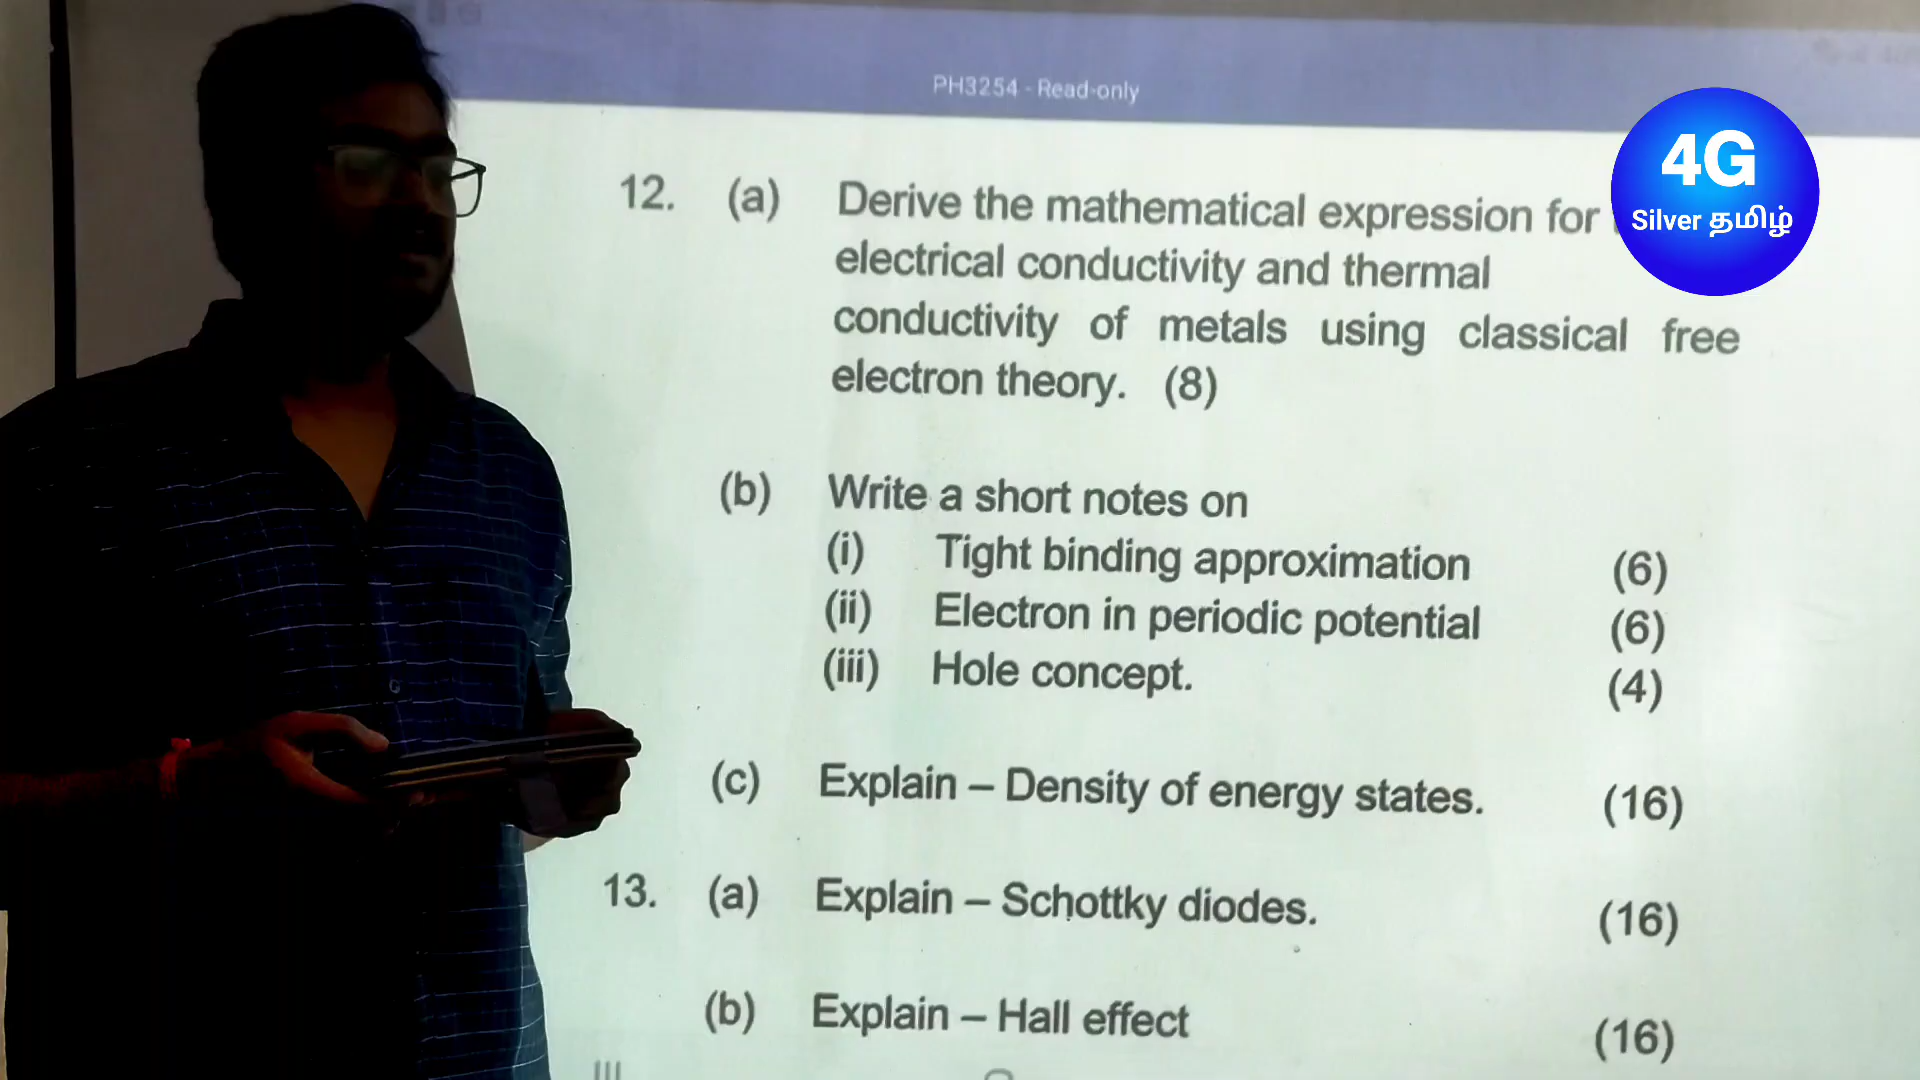 PH3254 - Read-only
4G
Silver தமிழ்
12. (a) Derive the mathematical expression for
electrical conductivity and thermal
conductivity of metals using classical free
electron theory. (8)
(b) Write a short notes on
(i) Tight binding approximation (6)
(ii) Electron in periodic potential (6)
(iii) Hole concept. (4)
(c) Explain – Density of energy states. (16)
13. (a) Explain – Schottky diodes. (16)
(b) Explain – Hall effect (16)